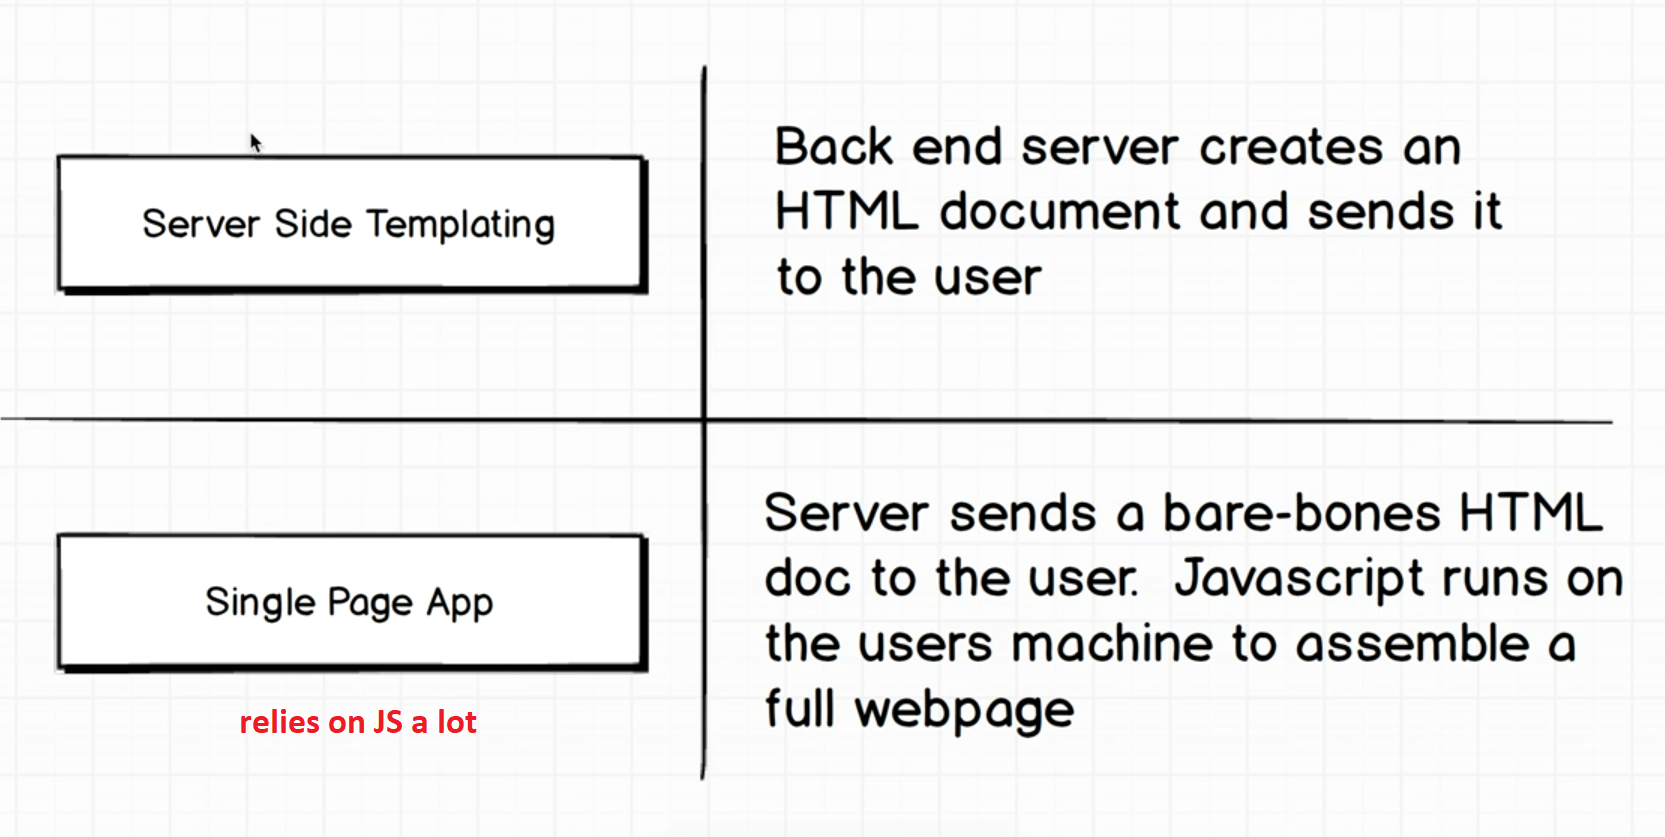 Server Side Templating
Back end server creates an
HTML document and sends it
to the user
Single Page App
relies on JS a lot
Server sends a bare-bones HTML
doc to the user. Javascript runs on
the users machine to assemble a
full webpage